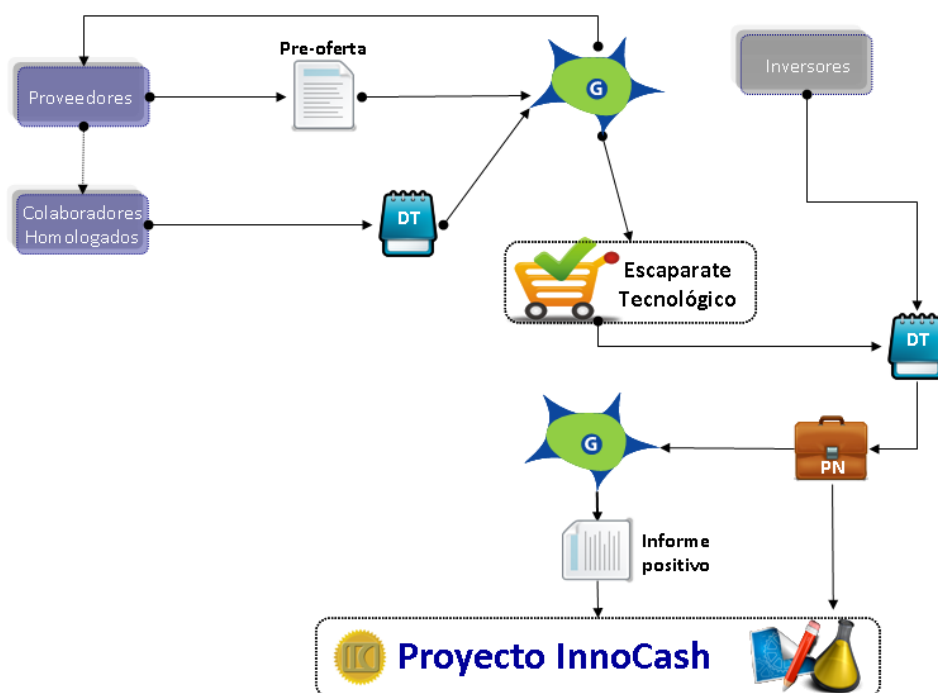 Pre-oferta
G
Inversores
Proveedores
Colaboradores
Homologados
DT
Escaparate
Tecnológico
DT
G
PN
Informe
positivo
Proyecto InnoCash